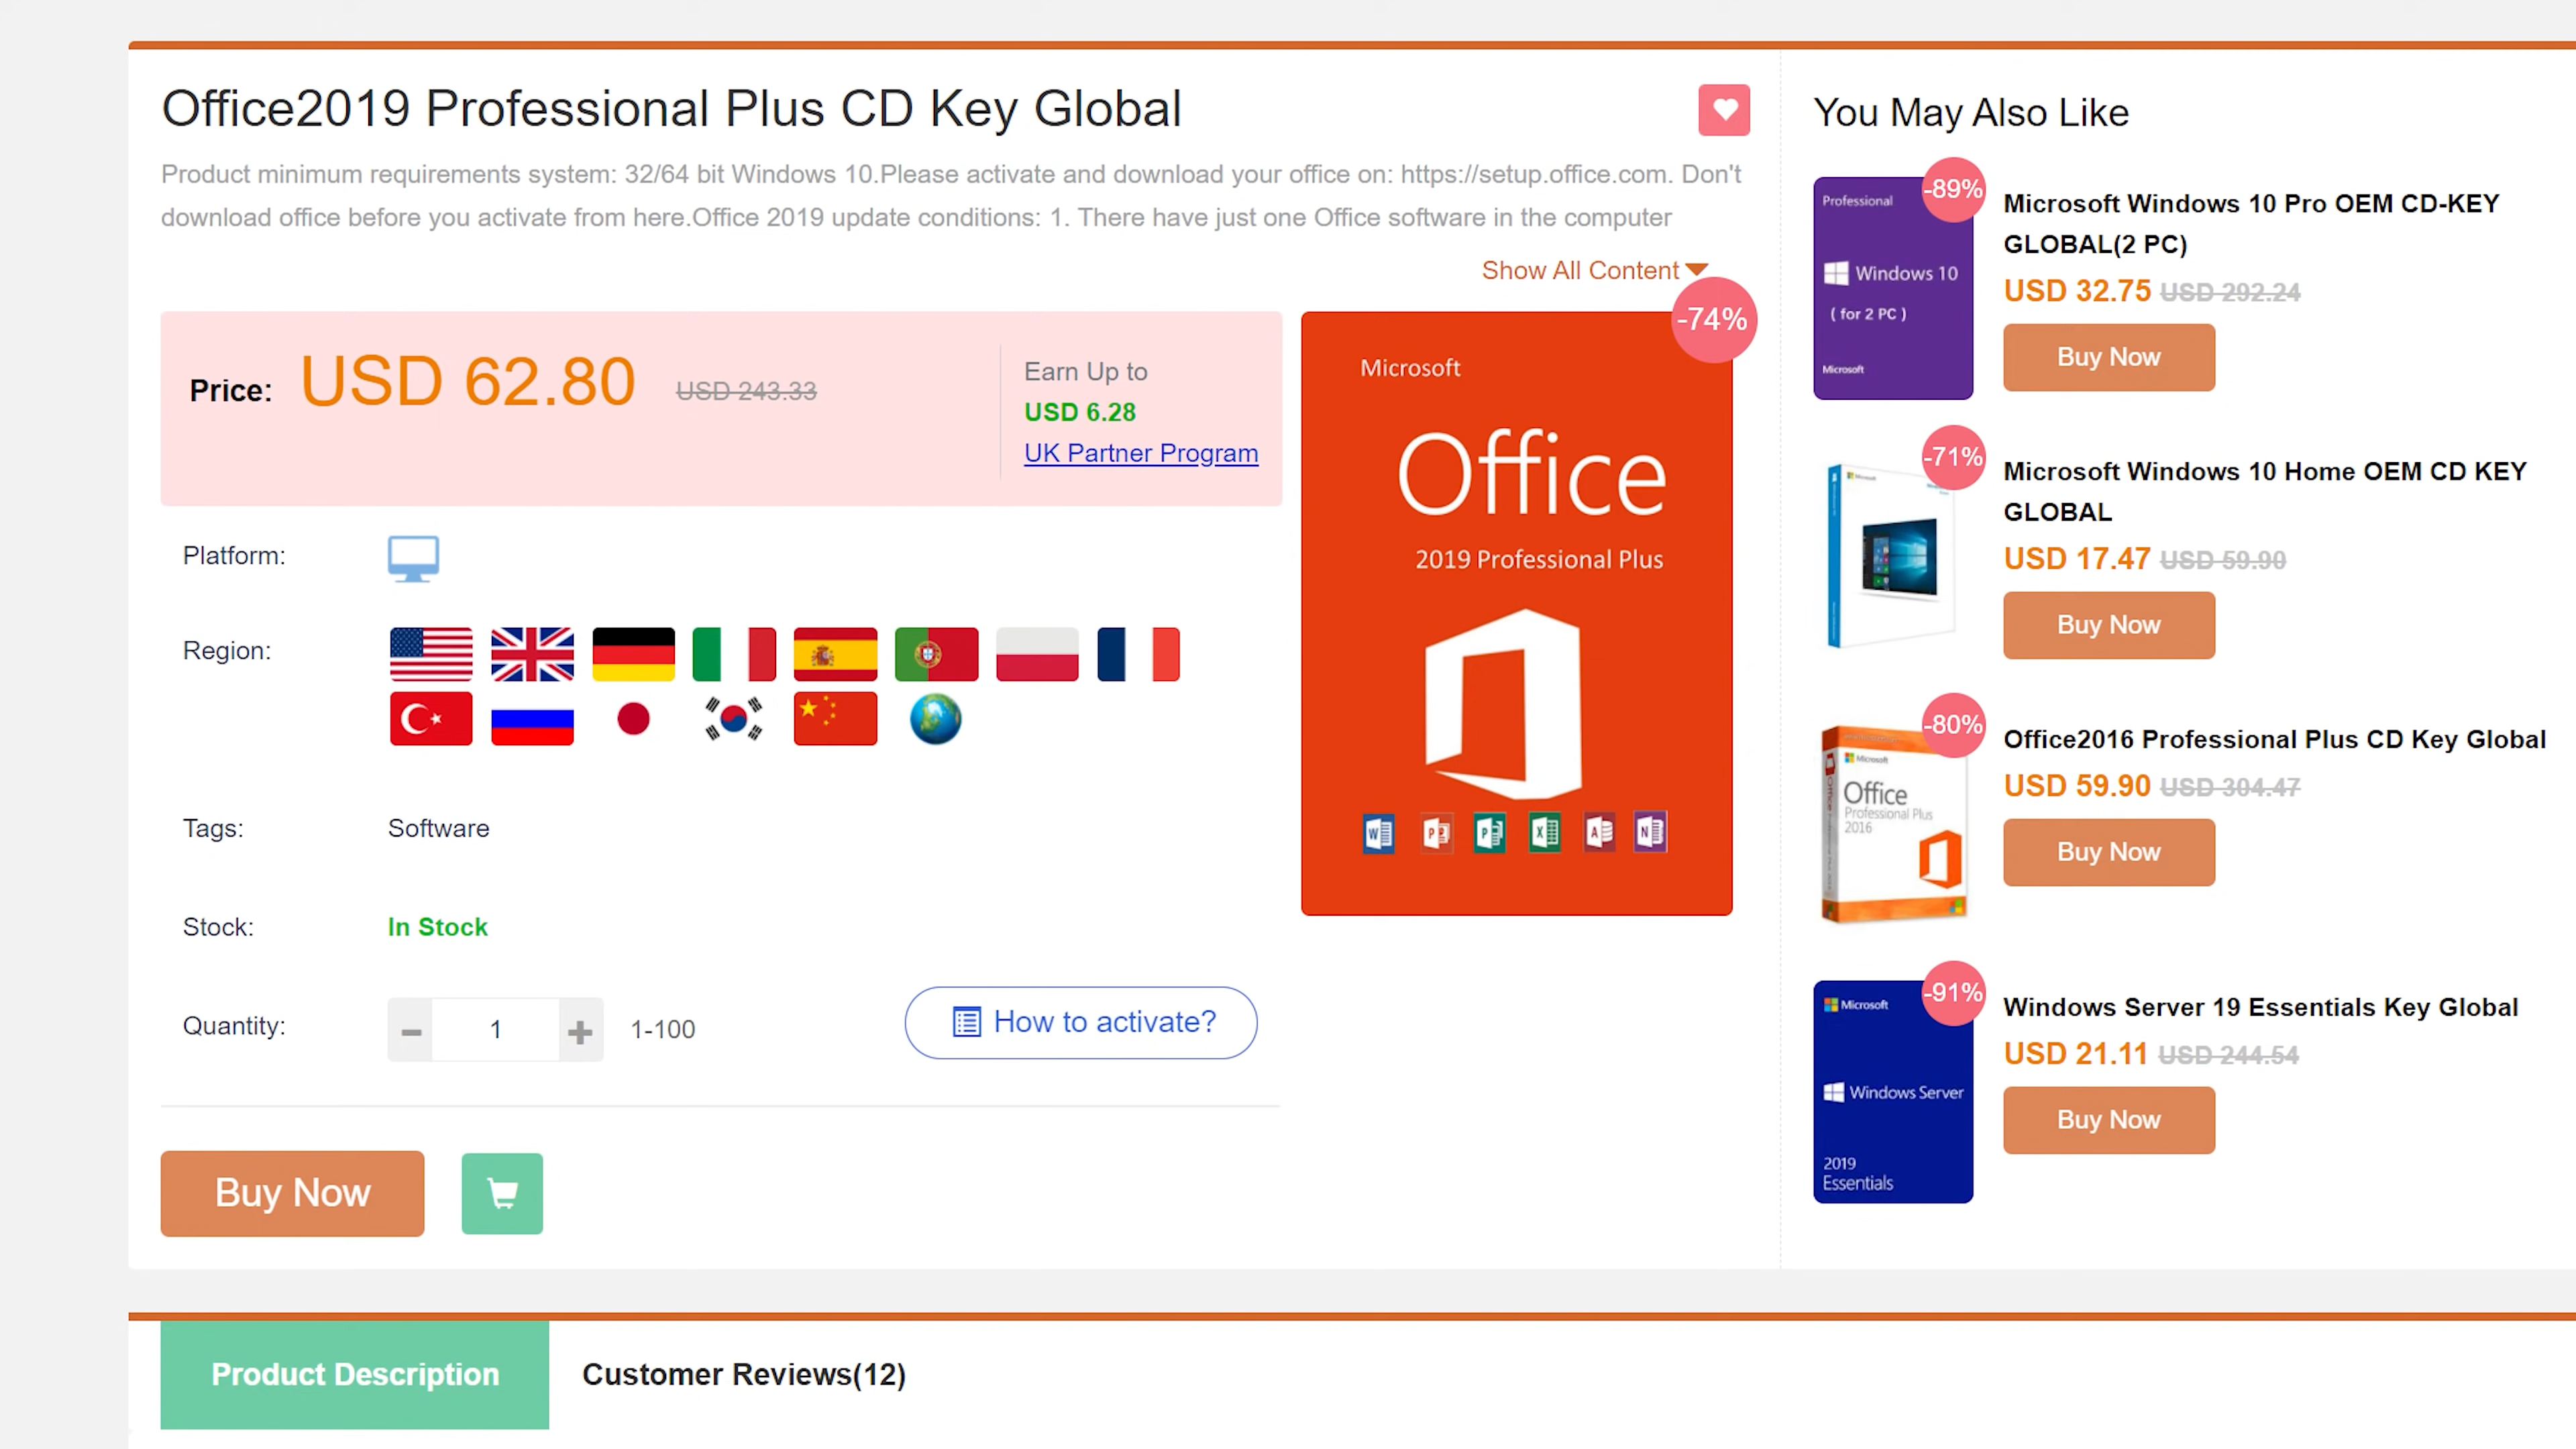 Office2019 Professional Plus CD Key Global
Product minimum requirements system: 32/64 bit Windows 10.Please activate and download your office on: https://setup.office.com. Don't
download office before you activate from here.Office 2019 update conditions: 1. There have just one Office software in the computer
Show All Content
Price: USD 62.80 USD 243.33
Earn Up to
USD 6.28
UK Partner Program
-74%
Microsoft
Office
2019 Professional Plus
W P P X A N
Platform:
Region:
Tags: Software
Stock: In Stock
Quantity: 1 1-100
How to activate?
Buy Now
You May Also Like
-89%
Professional
Windows 10
( for 2 PC )
Microsoft
Microsoft Windows 10 Pro OEM CD-KEY
GLOBAL(2 PC)
USD 32.75 USD 292.24
Buy Now
-71%
Microsoft
Microsoft Windows 10 Home OEM CD KEY
GLOBAL
USD 17.47 USD 59.90
Buy Now
-80%
Microsoft
Office
Professional Plus
2016
Office2016 Professional Plus CD Key Global
USD 59.90 USD 304.47
Buy Now
-91%
Microsoft
Windows Server
2019
Essentials
Windows Server 19 Essentials Key Global
USD 21.11 USD 244.54
Buy Now
Product Description
Customer Reviews(12)